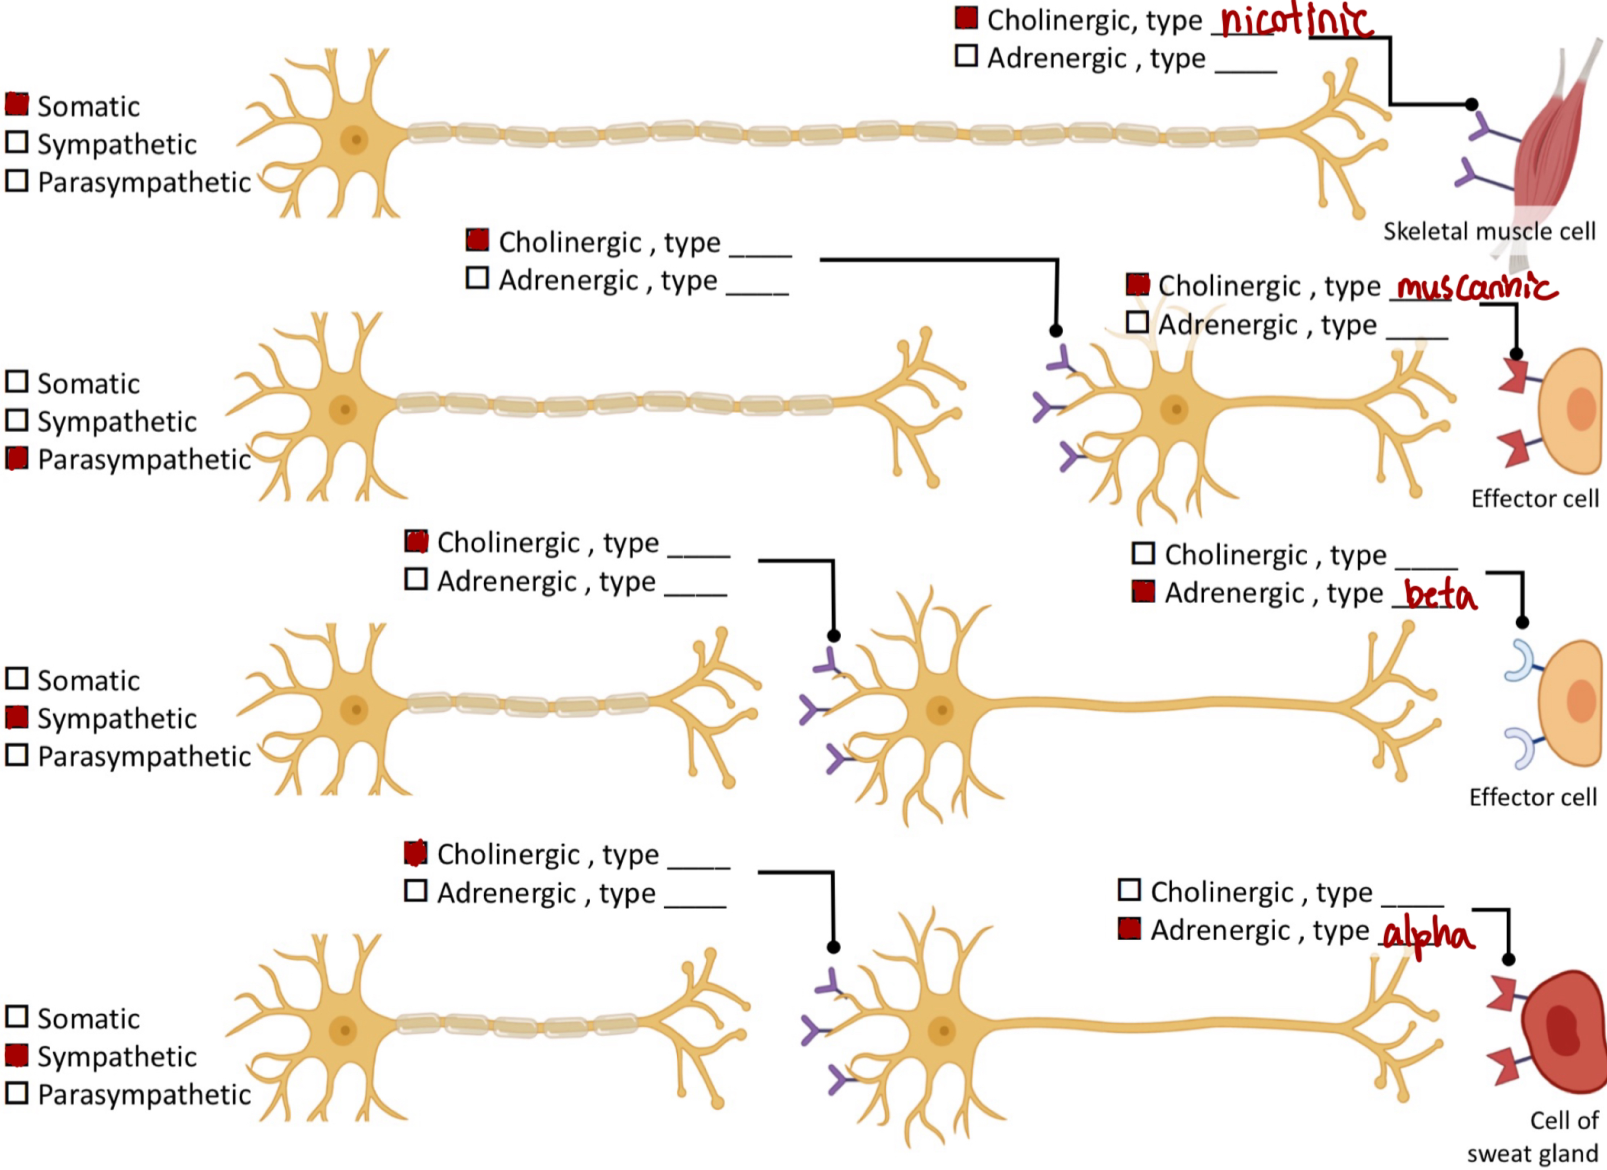 Cholinergic, type nicotinic
Adrenergic , type ____
Somatic
Sympathetic
Parasympathetic
Skeletal muscle cell
Cholinergic , type ____
Adrenergic , type ____
Cholinergic , type muscarinic
Adrenergic , type ____
Somatic
Sympathetic
Parasympathetic
Effector cell
Cholinergic , type ____
Adrenergic , type ____
Cholinergic , type ____
Adrenergic , type beta
Somatic
Sympathetic
Parasympathetic
Effector cell
Cholinergic , type ____
Adrenergic , type ____
Cholinergic , type ____
Adrenergic , type alpha
Somatic
Sympathetic
Parasympathetic
Cell of
sweat gland